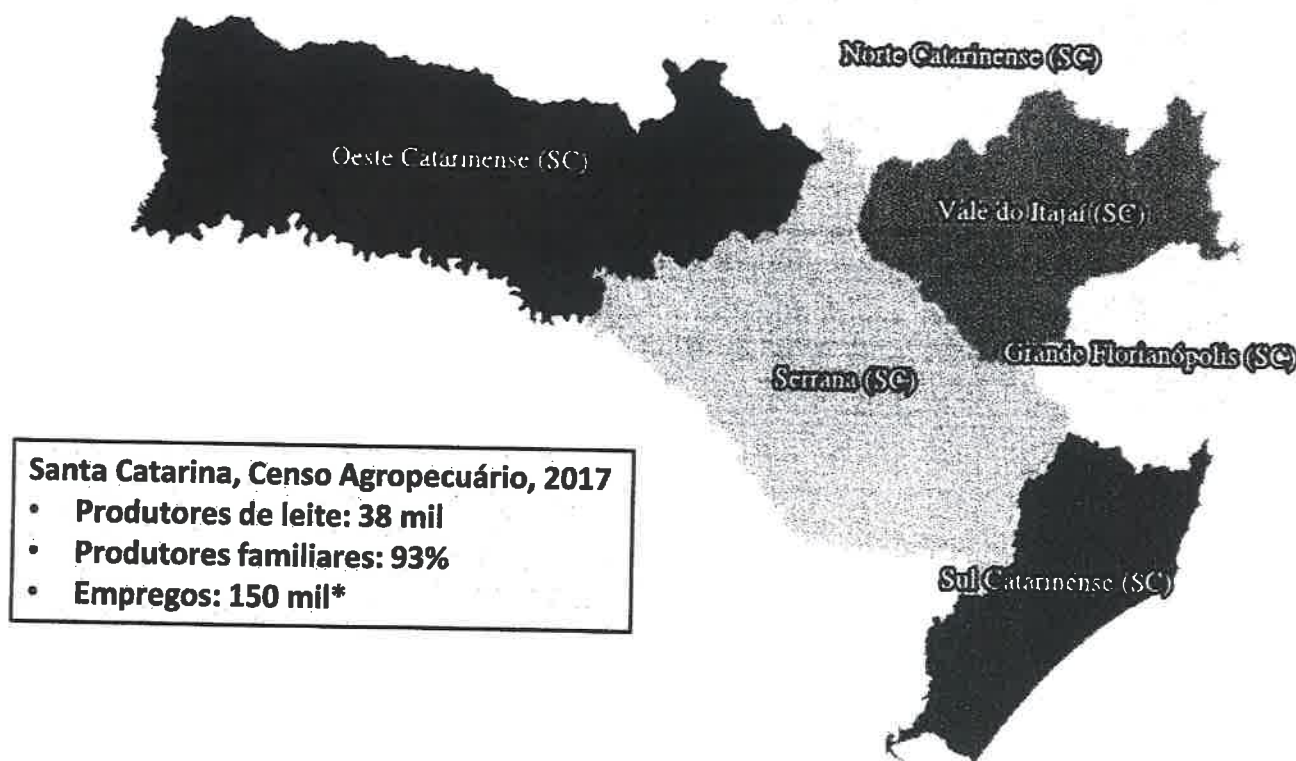 Norte Catarinense (SC)
Oeste Catarinense (SC)
Vale do Itajaí (SC)
Grande Florianópolis (SC)
Serrana (SC)
Santa Catarina, Censo Agropecuário, 2017
• Produtores de leite: 38 mil
• Produtores familiares: 93%
• Empregos: 150 mil*
Sul Catarinense (SC)